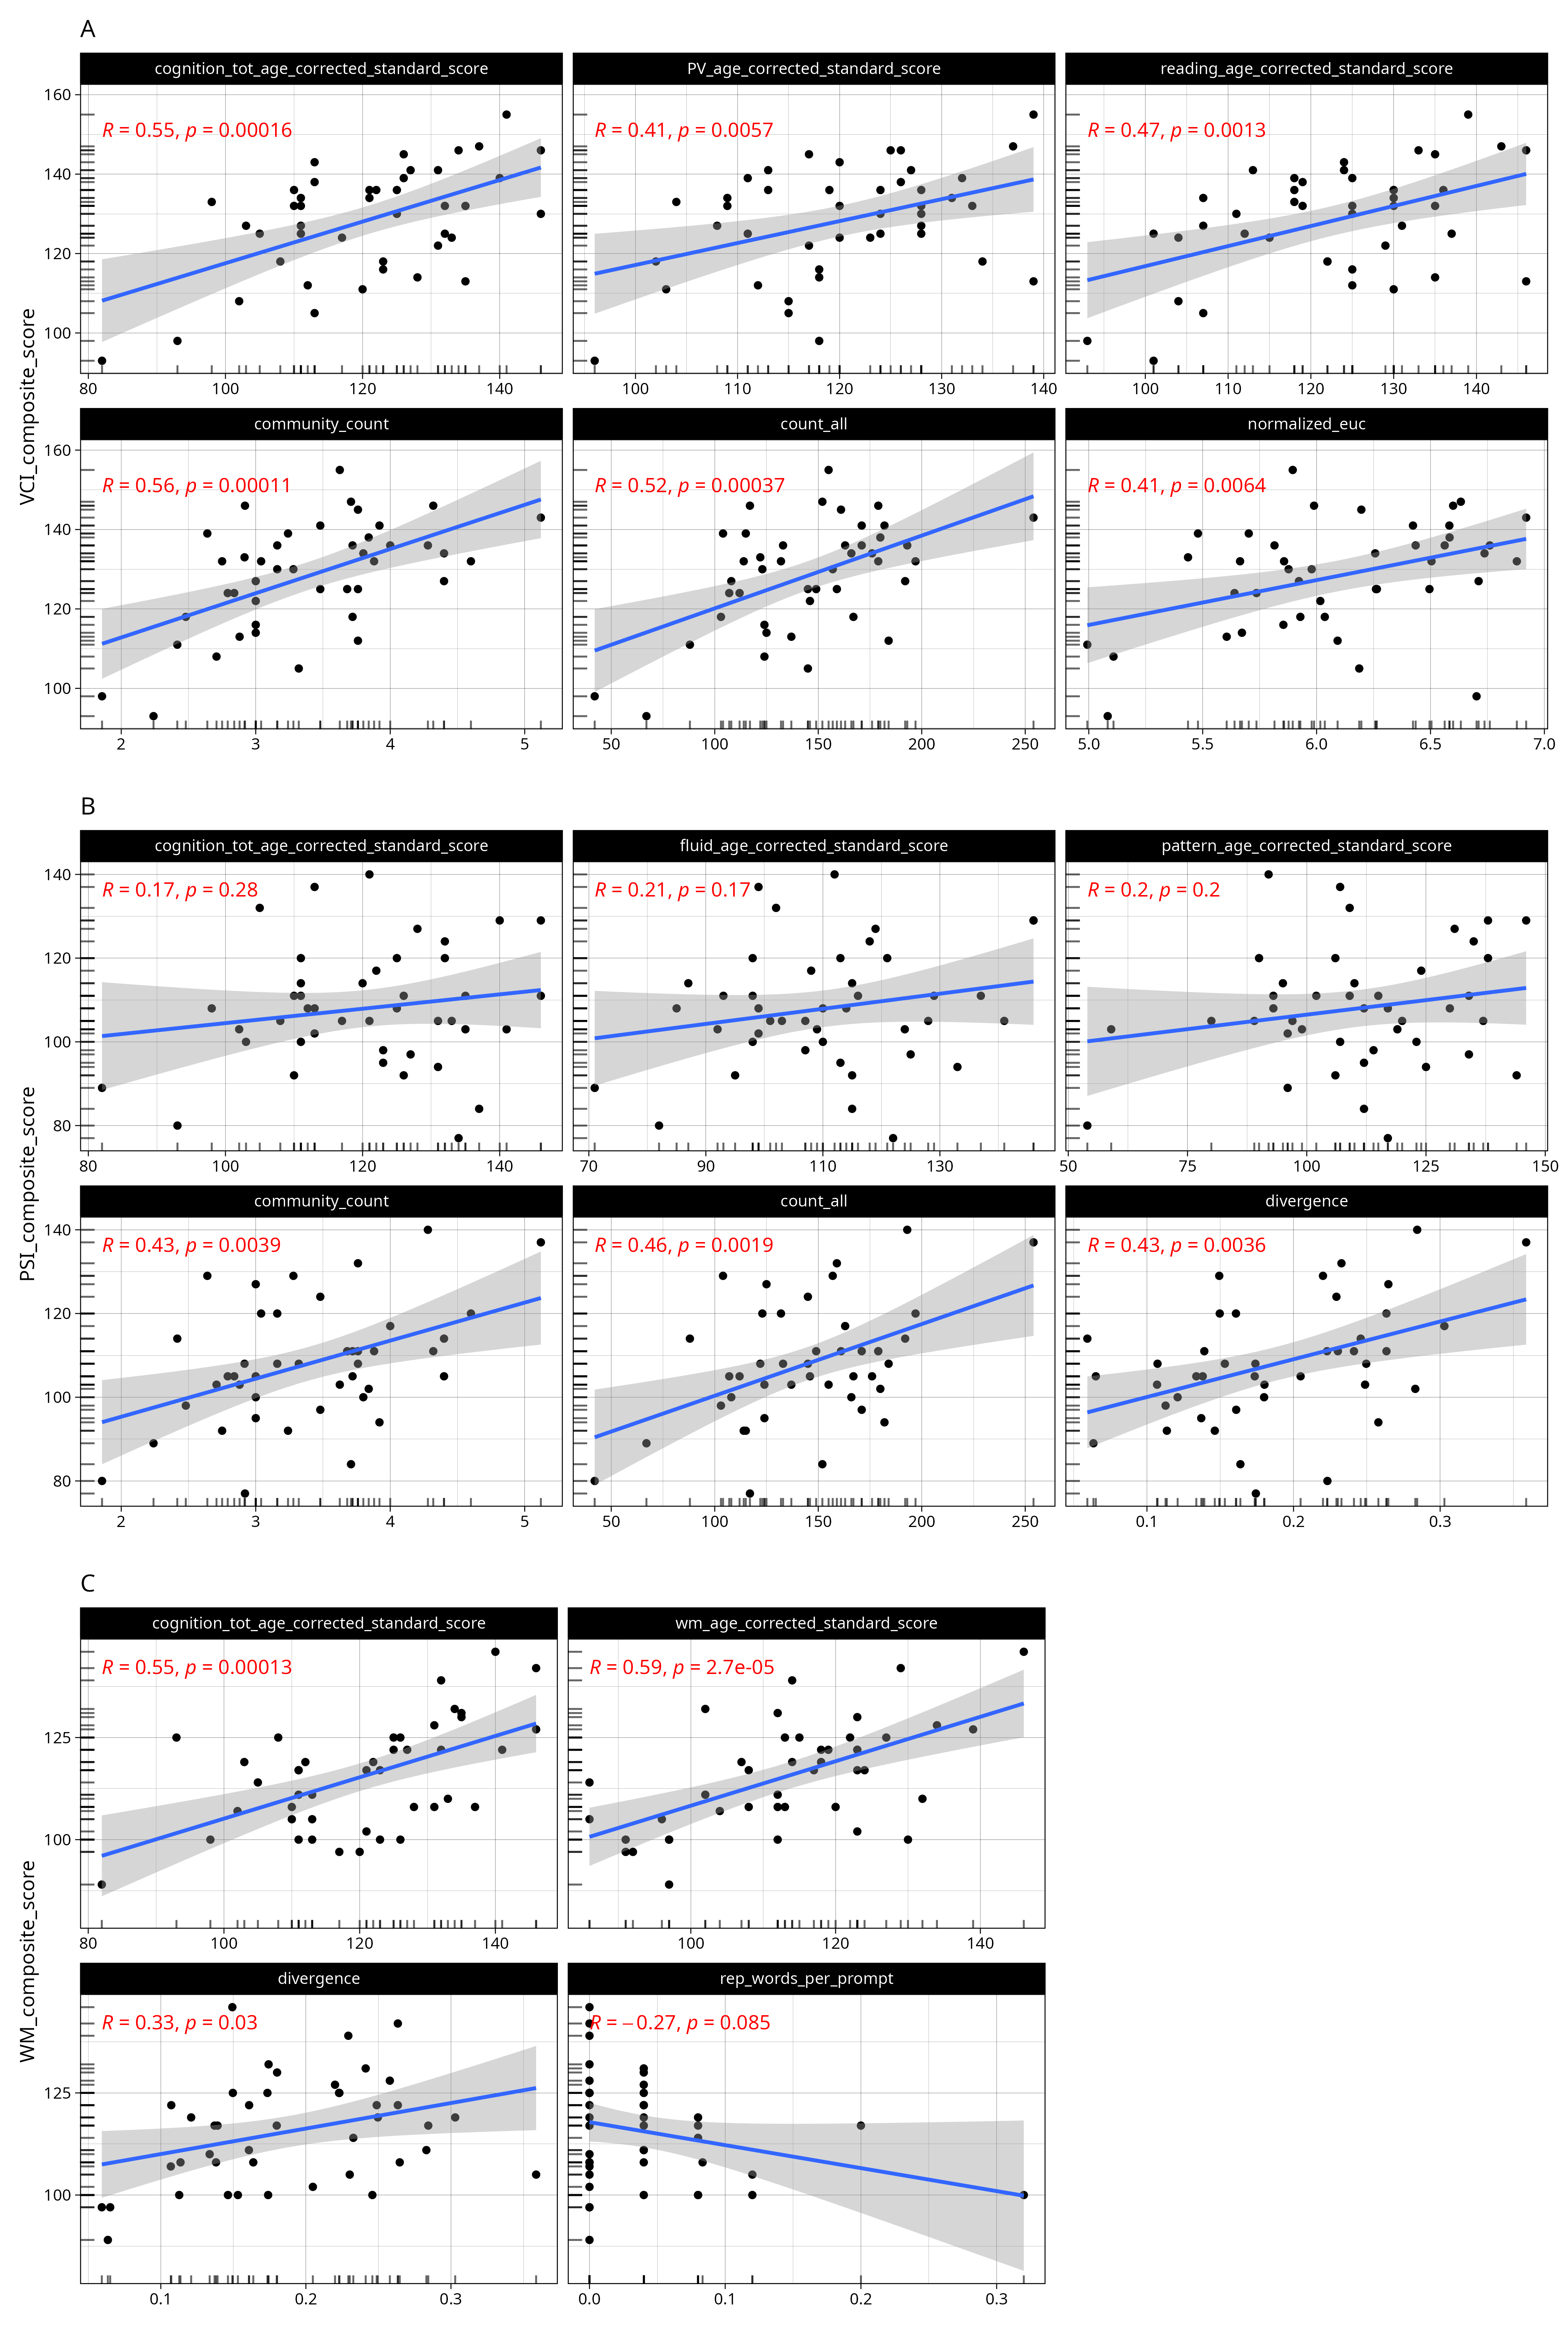 A
cognition_tot_age_corrected_standard_score PV_age_corrected_standard_score reading_age_corrected_standard_score
160
140
120
100
R = 0.55, p = 0.00016 R = 0.41, p = 0.0057 R = 0.47, p = 0.0013
80 100 120 140 100 110 120 130 140 100 110 120 130 140
VCI_composite_score
community_count count_all normalized_euc
160
140
120
100
R = 0.56, p = 0.00011 R = 0.52, p = 0.00037 R = 0.41, p = 0.0064
2 3 4 5 50 100 150 200 250 5.0 5.5 6.0 6.5 7.0
B
cognition_tot_age_corrected_standard_score fluid_age_corrected_standard_score pattern_age_corrected_standard_score
140
120
100
80
R = 0.17, p = 0.28 R = 0.21, p = 0.17 R = 0.2, p = 0.2
80 100 120 140 70 90 110 130 50 75 100 125 150
PSI_composite_score
community_count count_all divergence
140
120
100
80
R = 0.43, p = 0.0039 R = 0.46, p = 0.0019 R = 0.43, p = 0.0036
2 3 4 5 50 100 150 200 250 0.1 0.2 0.3
C
cognition_tot_age_corrected_standard_score wm_age_corrected_standard_score
125
100
R = 0.55, p = 0.00013 R = 0.59, p = 2.7e-05
80 100 120 140 100 120 140
WM_composite_score
divergence rep_words_per_prompt
125
100
R = 0.33, p = 0.03 R = −0.27, p = 0.085
0.1 0.2 0.3 0.0 0.1 0.2 0.3